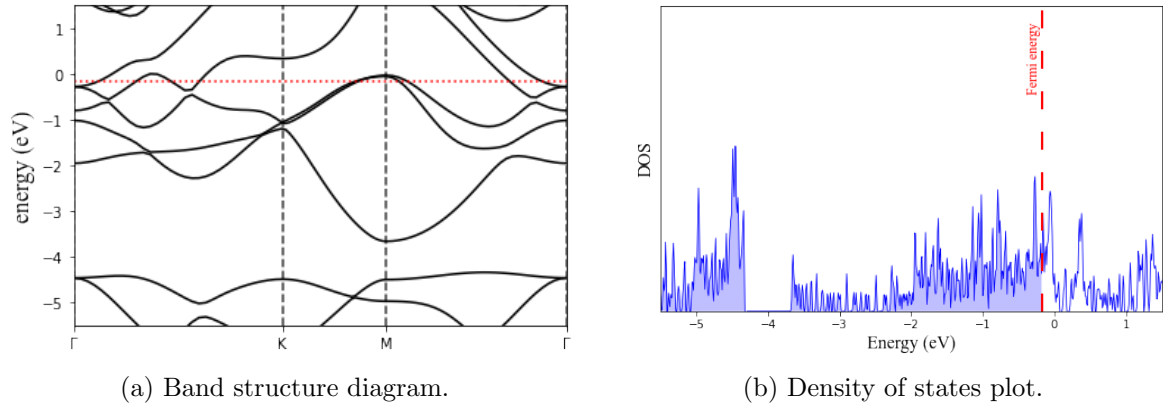 1
0
−1
−2
−3
−4
−5
energy (eV)
Γ
K
M
Γ
(a) Band structure diagram.
DOS
Fermi energy
−5
−4
−3
−2
−1
0
1
Energy (eV)
(b) Density of states plot.